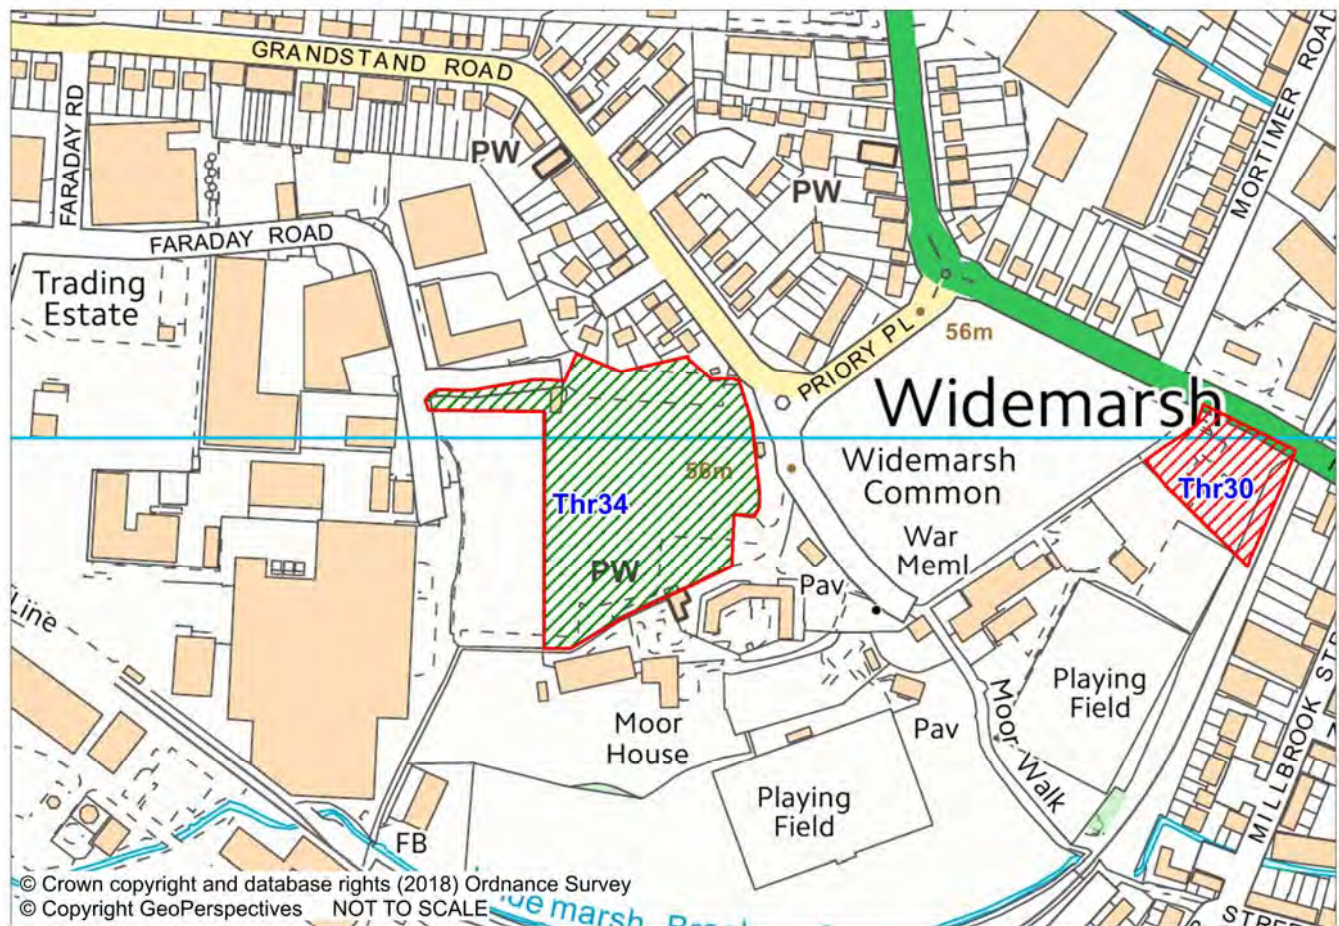 GRANDSTAND ROAD
MORTIMER ROAD
FARADAY RD
PW
PW
FARADAY ROAD
Trading
Estate
PRIORY PL
56m
Widemarsh
Widemarsh
Common
56m
Thr34
Thr30
War
Meml
PW
Pav
Line
Moor
House
Pav
Moor Walk
Playing
Field
Playing
Field
MILLBROOK
FB
© Crown copyright and database rights (2018) Ordnance Survey
© Copyright GeoPerspectives NOT TO SCALE